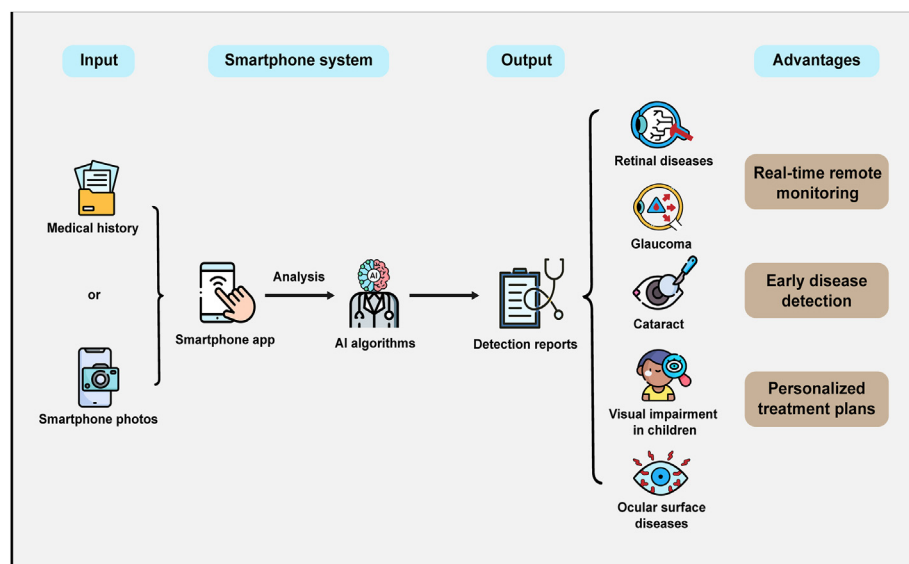 Input
Smartphone system
Output
Advantages
Medical history
or
Smartphone photos
Smartphone app
Analysis
AI
AI algorithms
Detection reports
Retinal diseases
Glaucoma
Cataract
Visual impairment
in children
Ocular surface
diseases
Real-time remote
monitoring
Early disease
detection
Personalized
treatment plans